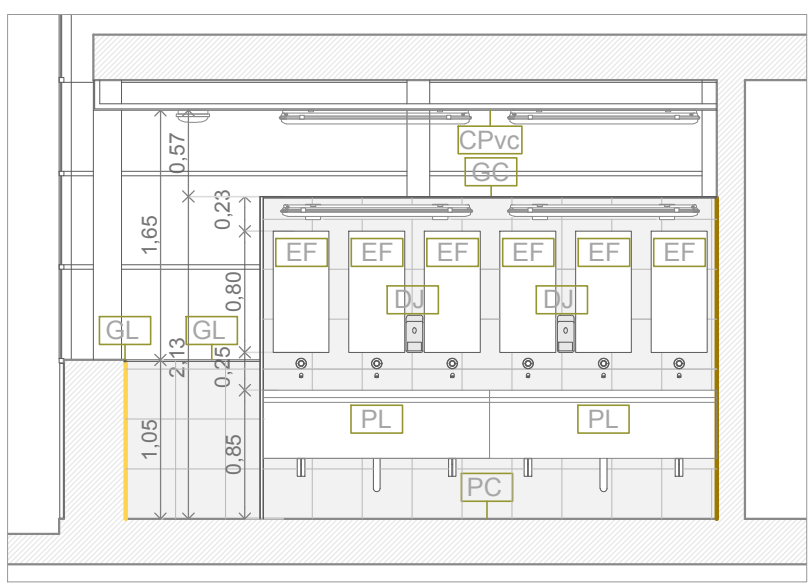 CPvc
0,57
GC
0,23
1,65
EF EF EF EF EF EF
0,80
DJ DJ
GL GL
2,13
0,25
PL PL
1,05
0,85
PC